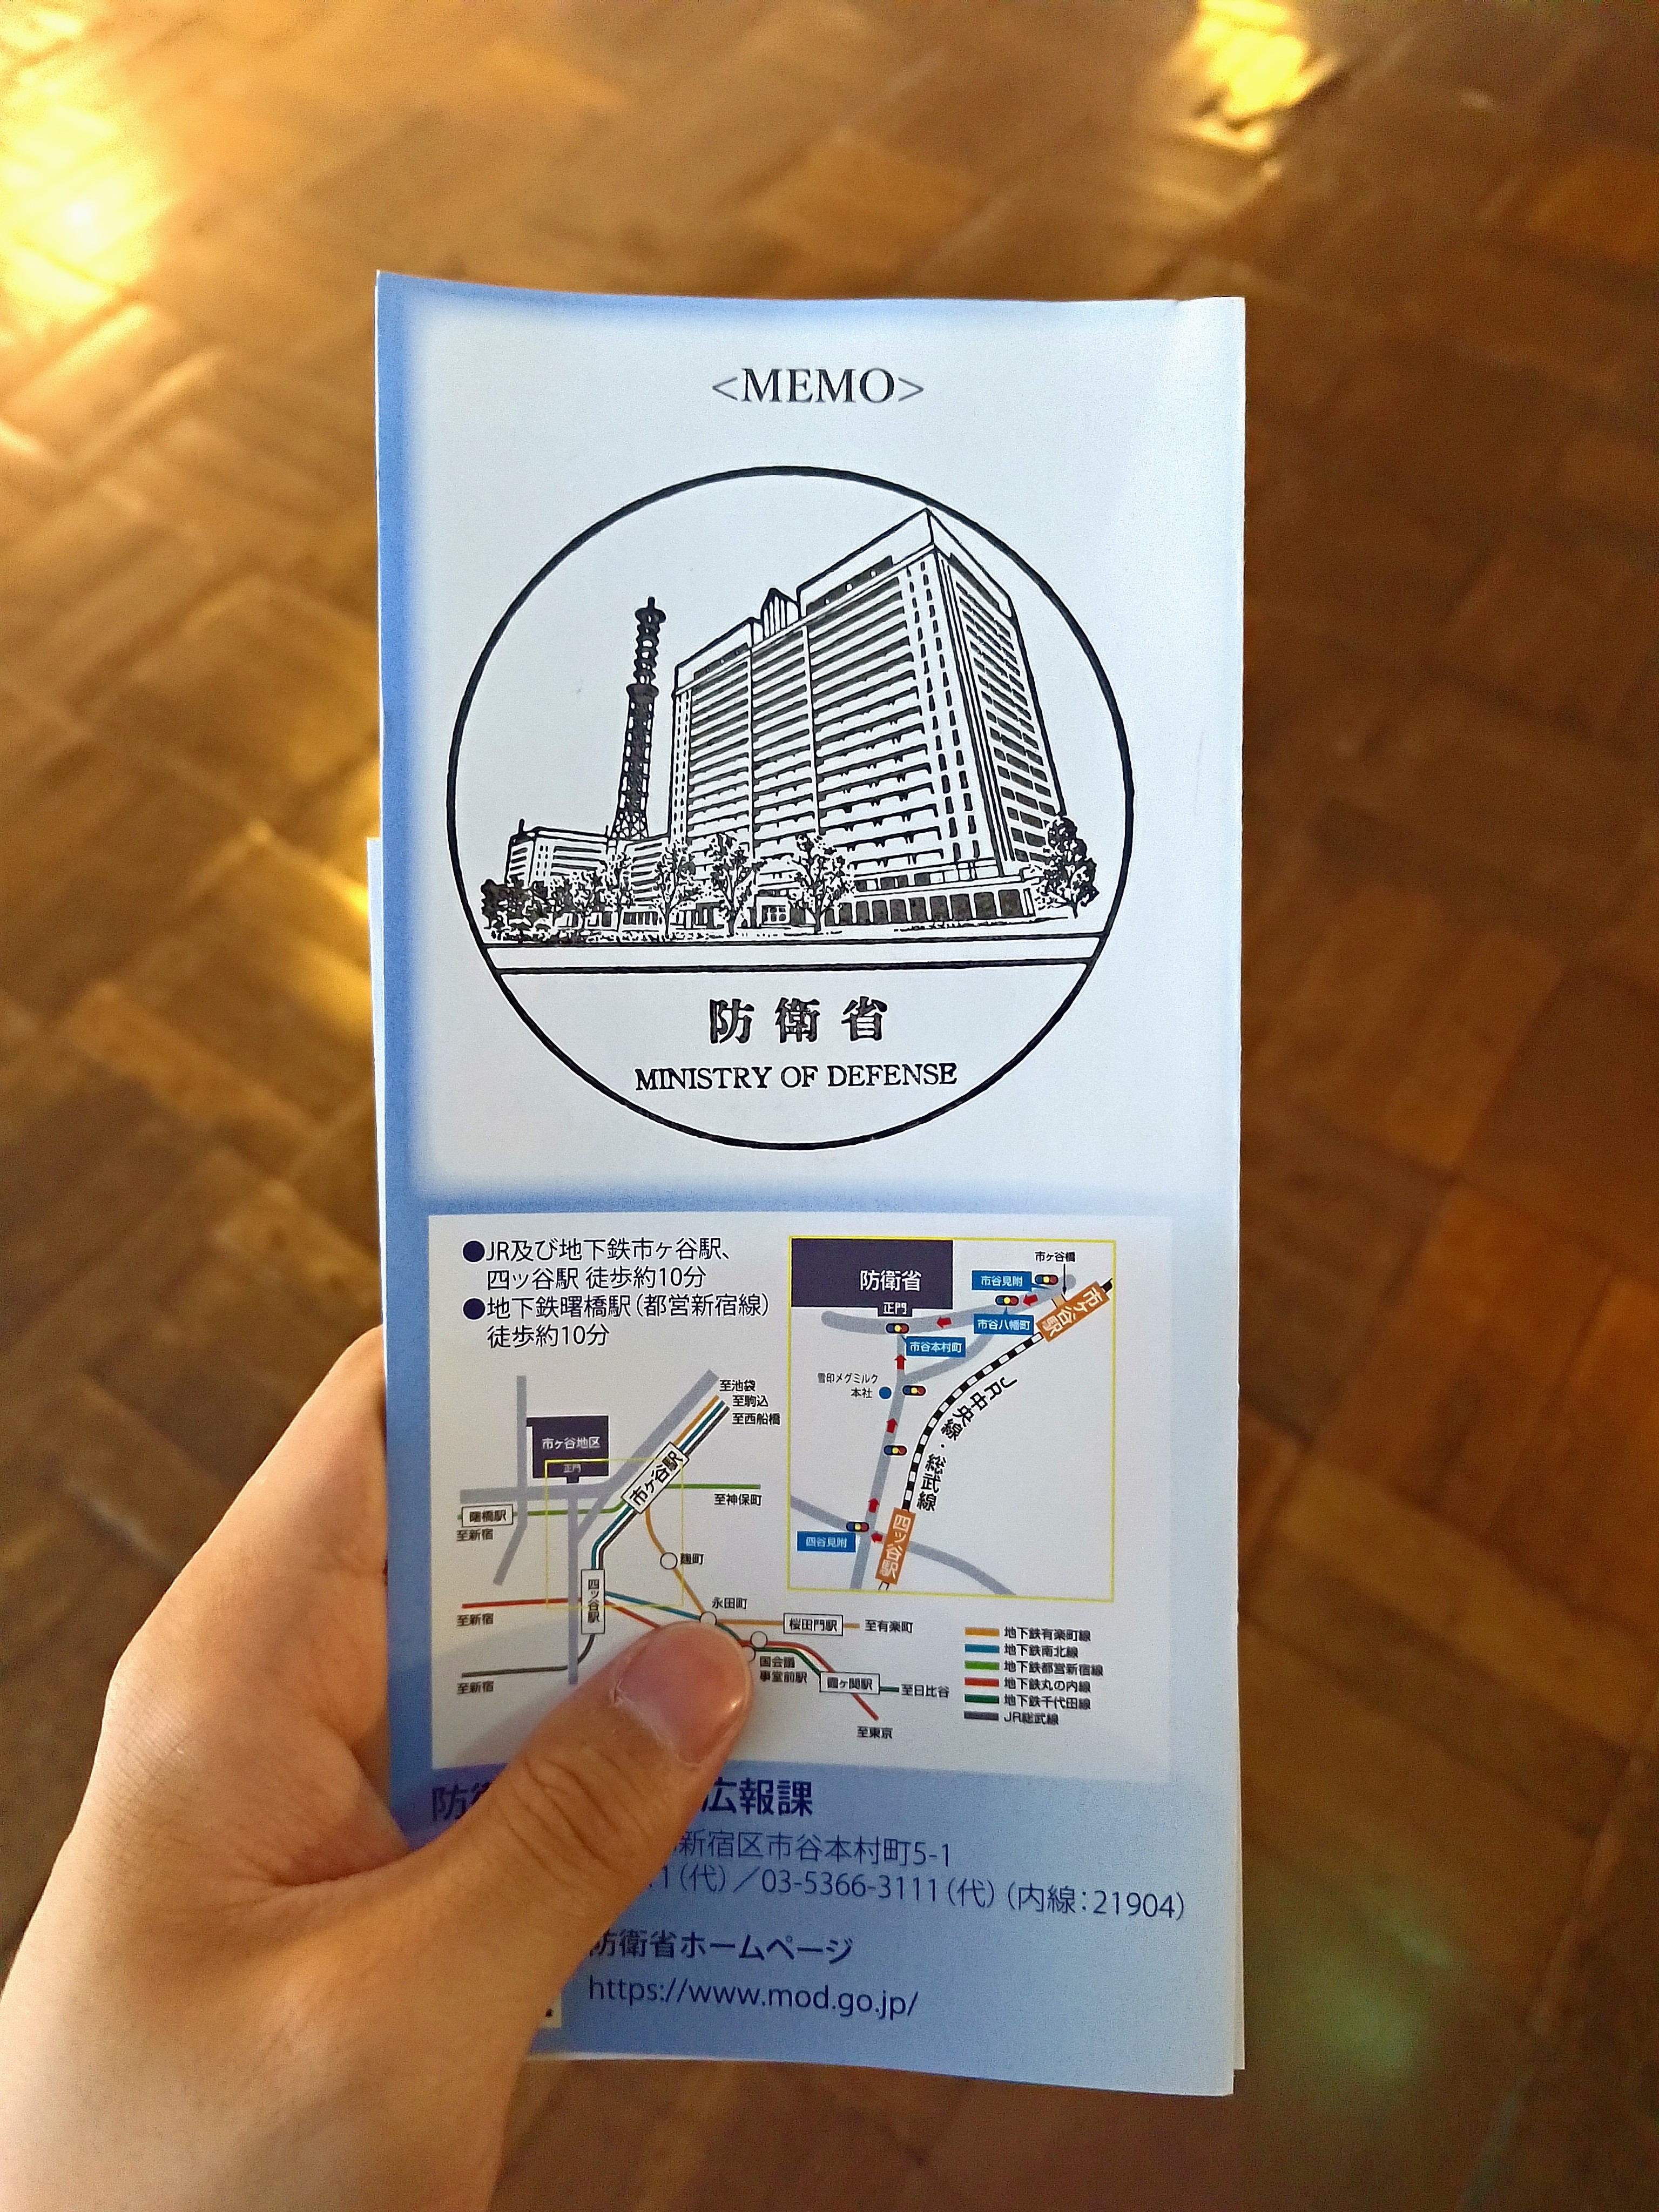 <MEMO>
防衛省
MINISTRY OF DEFENSE
●JR及び地下鉄市ヶ谷駅、
四ッ谷駅 徒歩約10分
●地下鉄曙橋駅（都営新宿線）
徒歩約10分
防衛省
正門
市ヶ谷橋
市谷見附
市谷八幡町
市ヶ谷駅
市谷本村町
雪印メグミルク
本社
JR中央線・総武線
四谷見附
四ッ谷駅
至池袋
至駒込
至西船橋
市ヶ谷地区
正門
市ヶ谷駅
至神保町
曙橋駅
至新宿
麹町
四ッ谷駅
至新宿
永田町
桜田門駅
至有楽町
国会議
事堂前駅
霞ヶ関駅
至日比谷
至新宿
至東京
地下鉄有楽町線
地下鉄南北線
地下鉄都営新宿線
地下鉄丸の内線
地下鉄千代田線
JR総武線
防衛 広報課
新宿区市谷本村町5-1
1（代）／03-5366-3111（代）（内線：21904）
防衛省ホームページ
https://www.mod.go.jp/